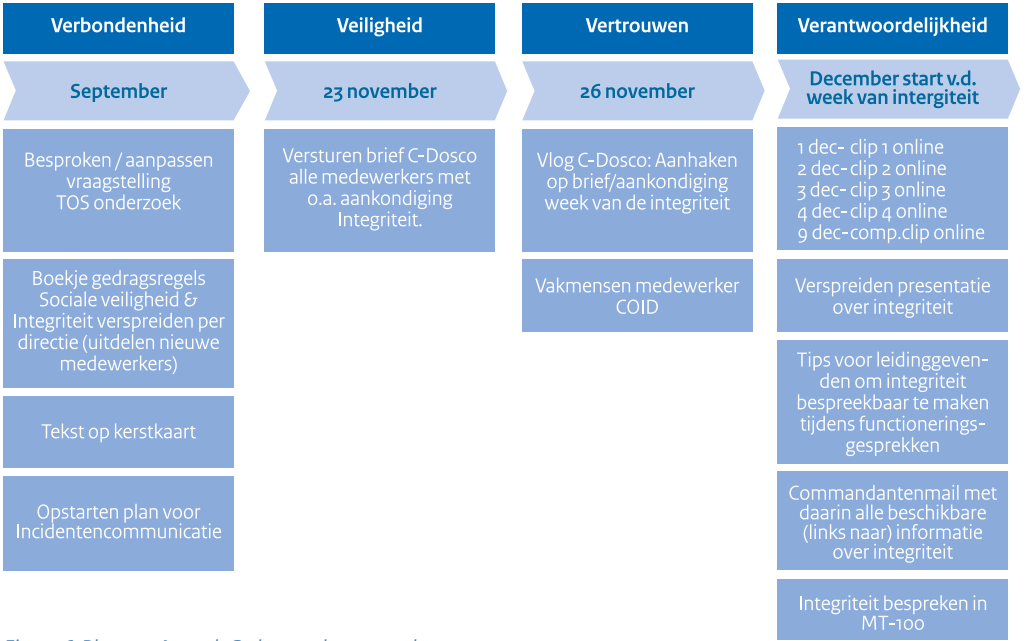 Verbondenheid
September
Besproken / aanpassen
vraagstelling
TOS onderzoek
Boekje gedragsregels
Sociale veiligheid &
Integriteit verspreiden per
directie (uitdelen nieuwe
medewerkers)
Tekst op kerstkaart
Opstarten plan voor
Incidentencommunicatie
Veiligheid
23 november
Versturen brief C-Dosco
alle medewerkers met
o.a. aankondiging
Integriteit.
Vertrouwen
26 november
Vlog C-Dosco: Aanhaken
op brief/aankondiging
week van de integriteit
Vakmensen medewerker
COID
Verantwoordelijkheid
December start v.d.
week van intergiteit
1 dec- clip 1 online
2 dec- clip 2 online
3 dec- clip 3 online
4 dec- clip 4 online
9 dec-comp.clip online
Verspreiden presentatie
over integriteit
Tips voor leidinggeven-
den om integriteit
bespreekbaar te maken
tijdens functionerings-
gesprekken
Commandantenmail met
daarin alle beschikbare
(links naar) informatie
over integriteit
Integriteit bespreken in
MT-100